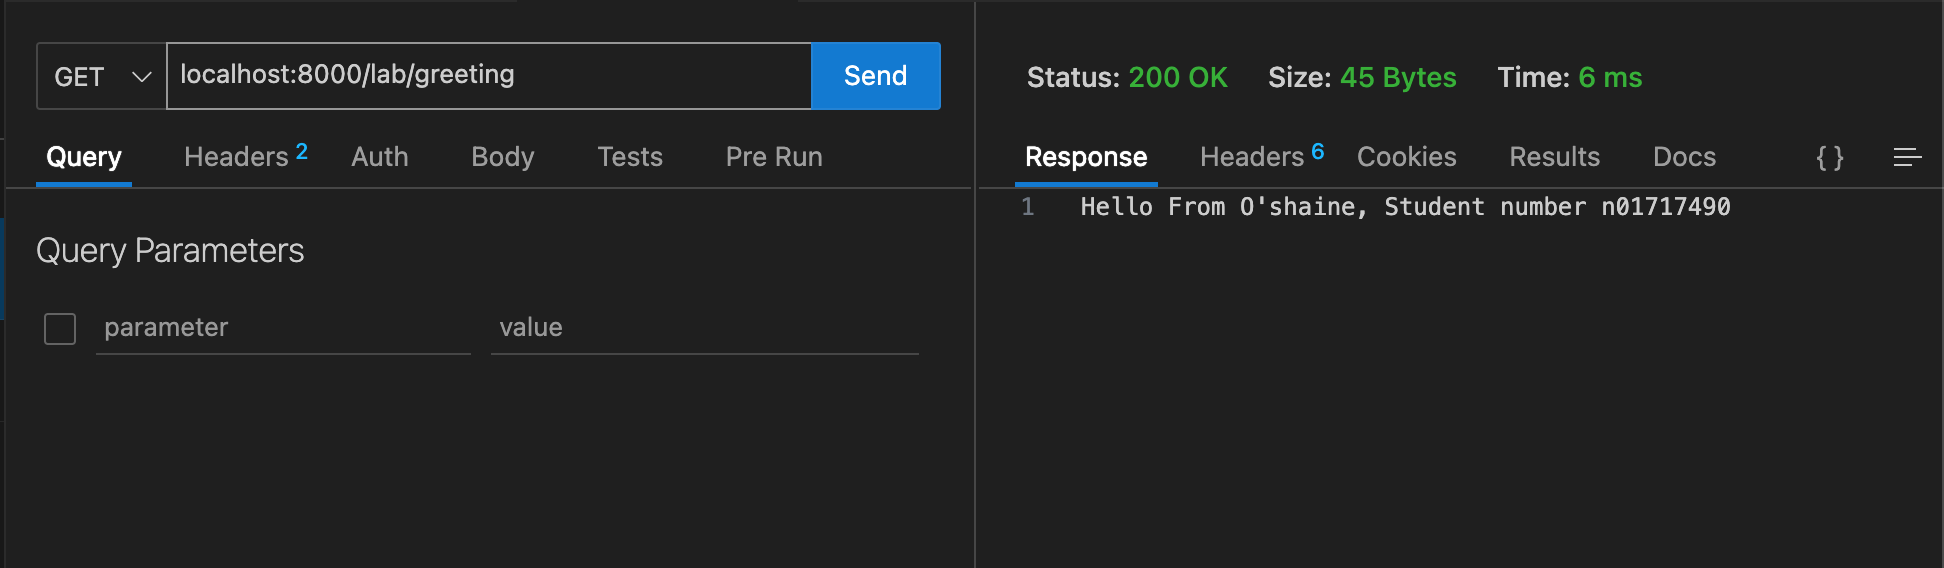 GET localhost:8000/lab/greeting Send
Query Headers 2 Auth Body Tests Pre Run
Query Parameters
parameter value
Status: 200 OK Size: 45 Bytes Time: 6 ms
Response Headers 6 Cookies Results Docs { }
1 Hello From O'shaine, Student number n01717490